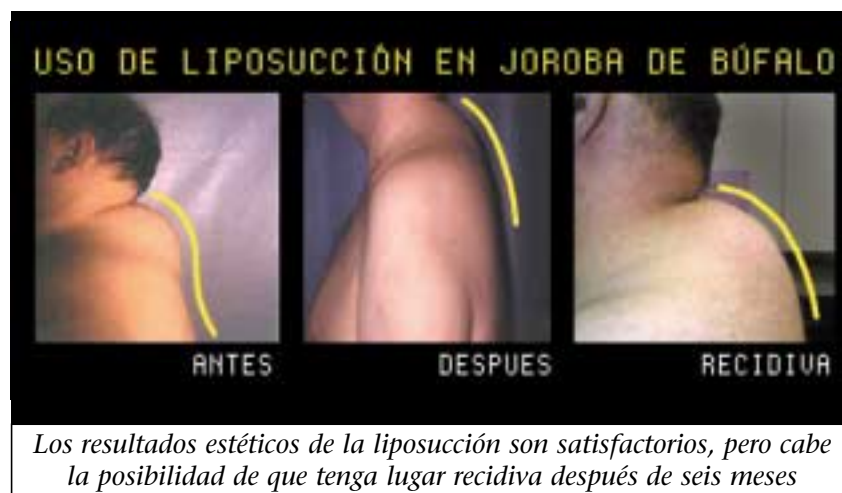 USO DE LIPOSUCCIÓN EN JOROBA DE BÚFALO
ANTES
DESPUES
RECIDIVA
Los resultados estéticos de la liposucción son satisfactorios, pero cabe
la posibilidad de que tenga lugar recidiva después de seis meses